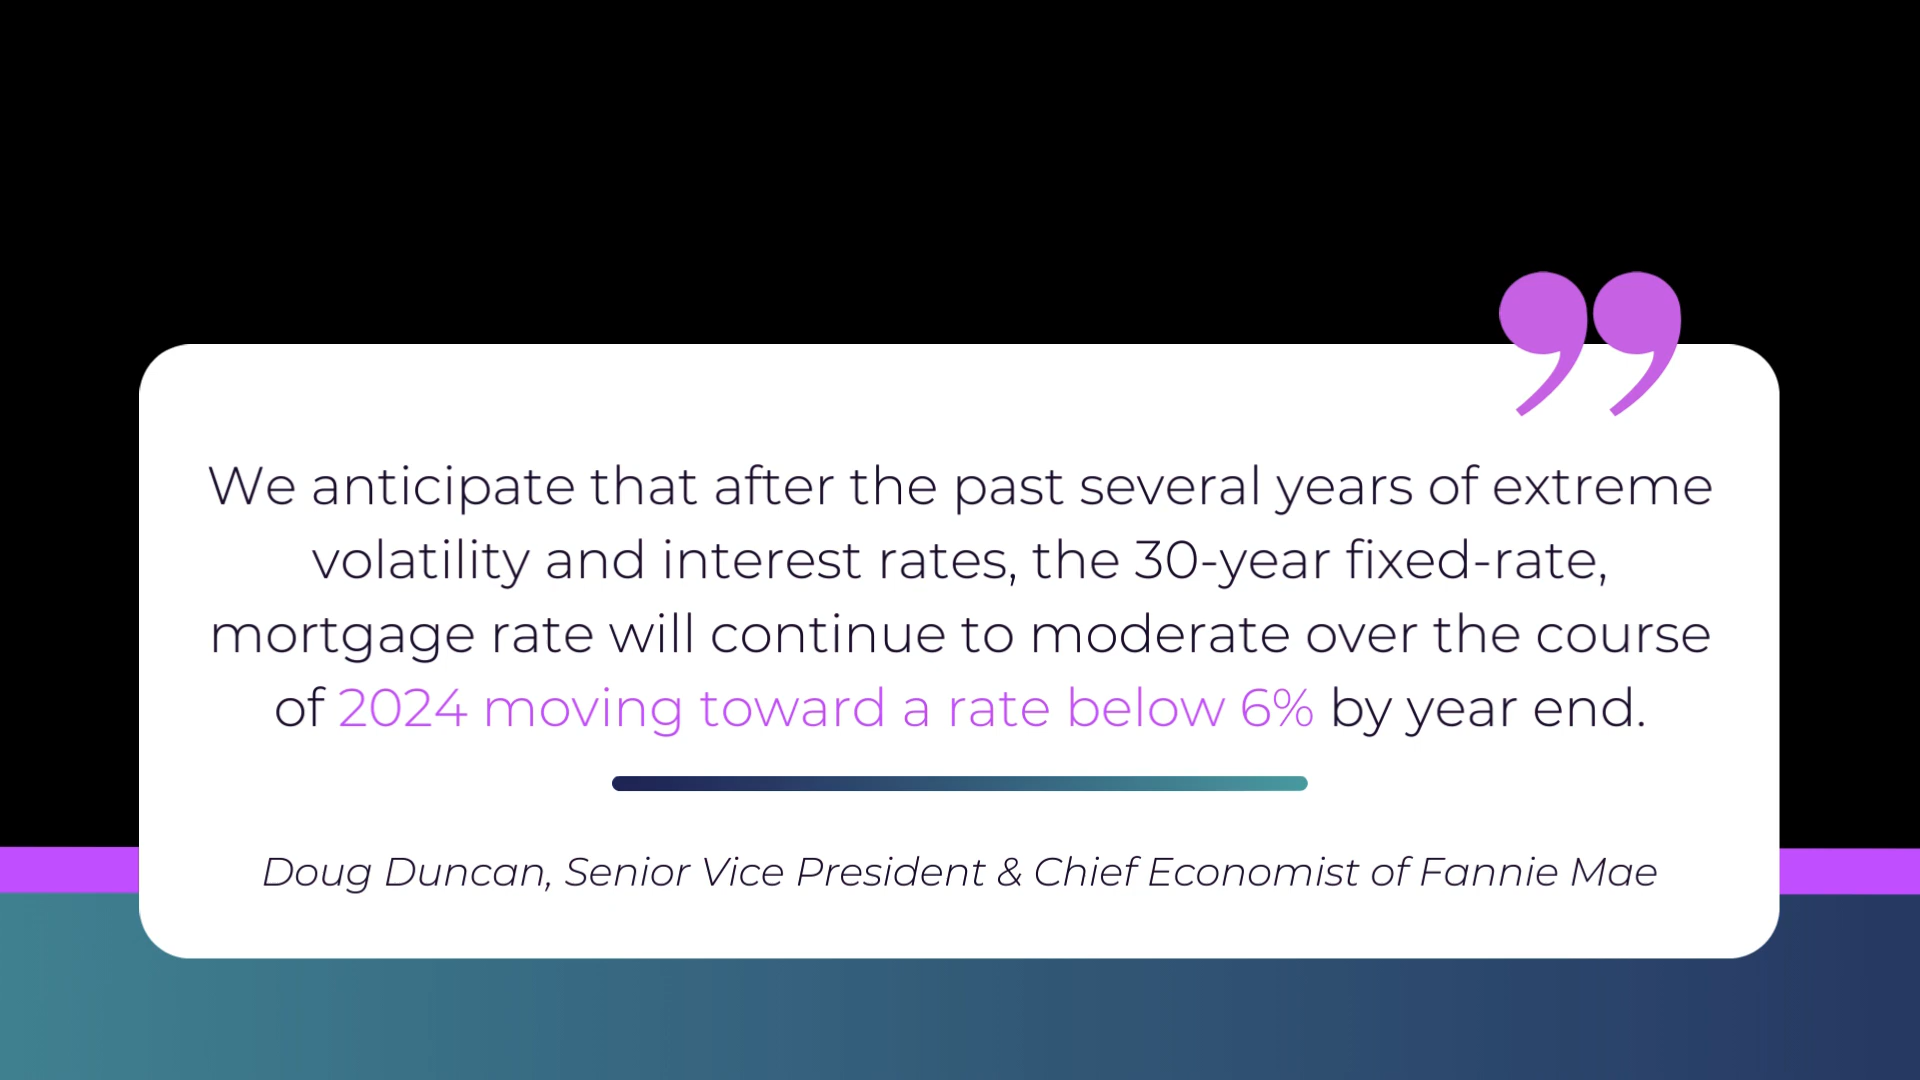 ”
We anticipate that after the past several years of extreme
volatility and interest rates, the 30-year fixed-rate,
mortgage rate will continue to moderate over the course
of 2024 moving toward a rate below 6% by year end.
Doug Duncan, Senior Vice President & Chief Economist of Fannie Mae